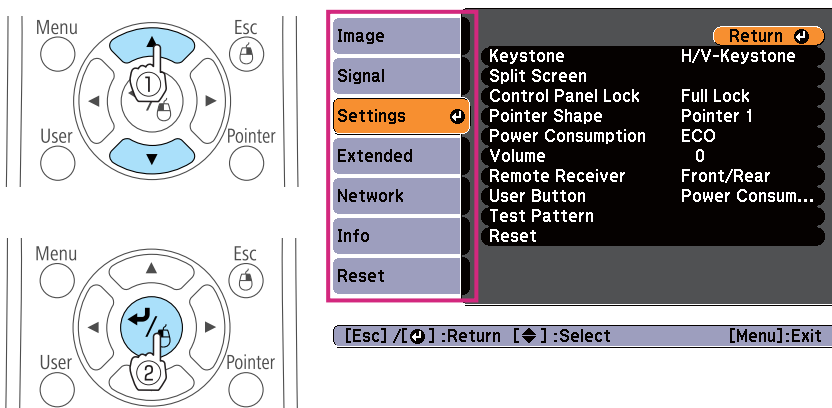 Menu
Esc
1
User
Pointer
Menu
Esc
User
Pointer
2
Image
Signal
Settings
Extended
Network
Info
Reset
Return
Keystone H/V-Keystone
Split Screen
Control Panel Lock Full Lock
Pointer Shape Pointer 1
Power Consumption ECO
Volume 0
Remote Receiver Front/Rear
User Button Power Consum...
Test Pattern
Reset
[Esc] /[ ] :Return [ ] :Select [Menu]:Exit